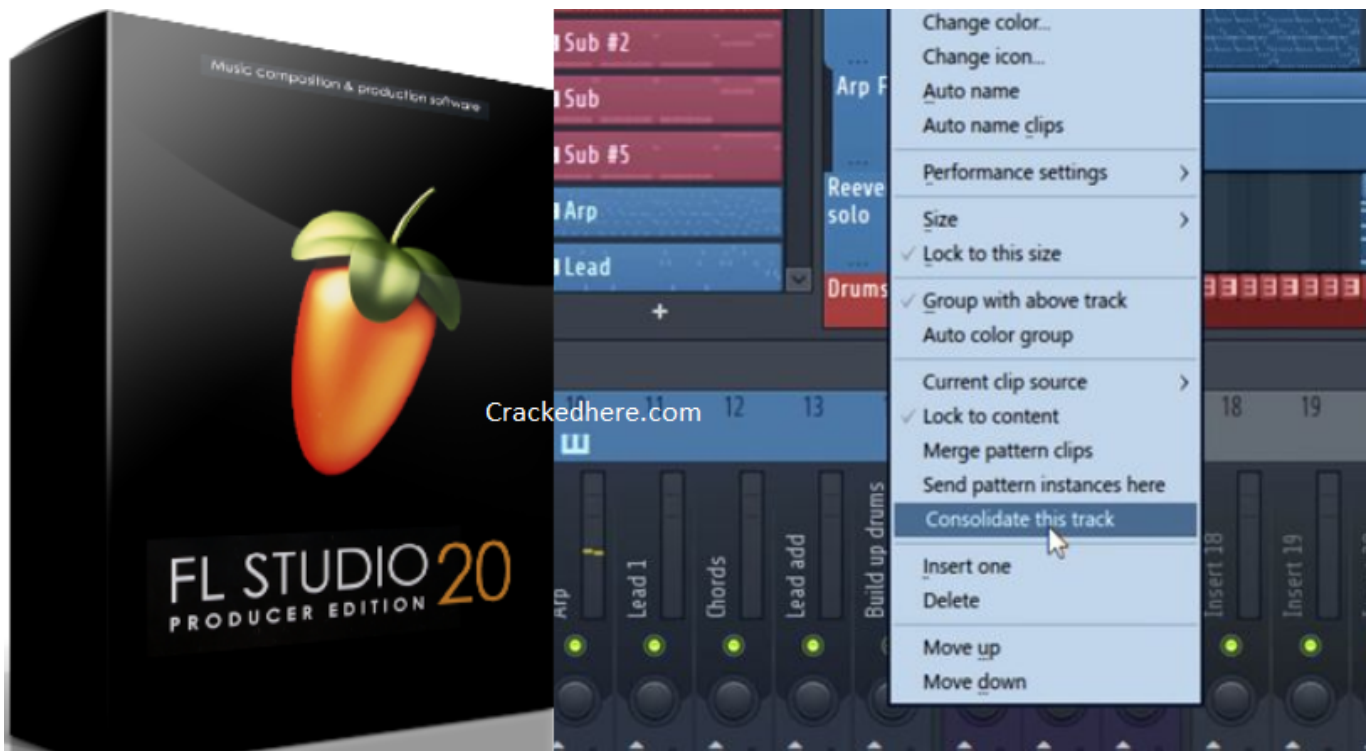 Music composition & production software
FL STUDIO 20
PRODUCER EDITION
Crackedhere.com
Sub #2
Sub
Sub #5
Arp
Lead
+
Arp F
Reeve
solo
Drums
Change color...
Change icon...
Auto name
Auto name clips
Performance settings
Size
Lock to this size
Group with above track
Auto color group
Current clip source
Lock to content
Merge pattern clips
Send pattern instances here
Consolidate this track
Insert one
Delete
Move up
Move down
10 11 12 13 18 19
Arp
Lead 1
Chords
Lead add
Build up drums
Insert 18
Insert 19